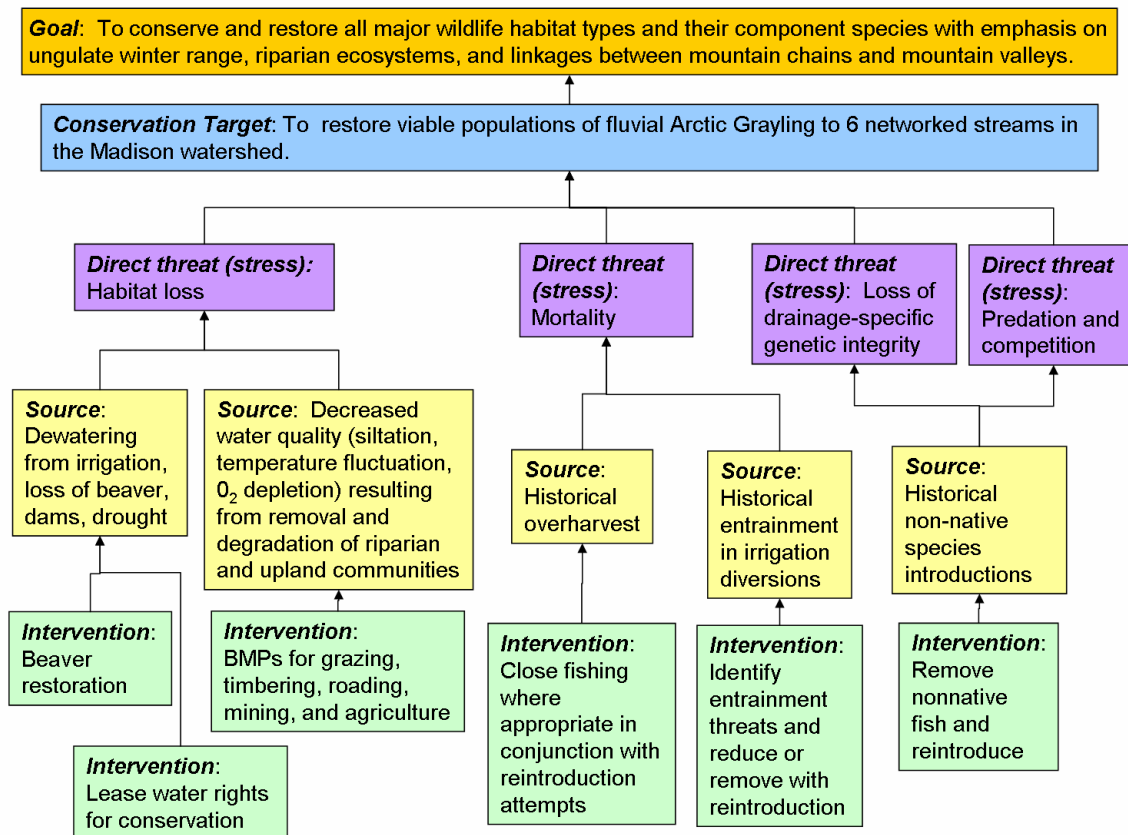 Goal: To conserve and restore all major wildlife habitat types and their component species with emphasis on
ungulate winter range, riparian ecosystems, and linkages between mountain chains and mountain valleys.
Conservation Target: To restore viable populations of fluvial Arctic Grayling to 6 networked streams in
the Madison watershed.
Direct threat (stress):
Habitat loss
Direct threat
(stress):
Mortality
Direct threat
(stress): Loss of
drainage-specific
genetic integrity
Direct threat
(stress):
Predation and
competition
Source:
Dewatering
from irrigation,
loss of beaver,
dams, drought
Source: Decreased
water quality (siltation,
temperature fluctuation,
0₂ depletion) resulting
from removal and
degradation of riparian
and upland communities
Source:
Historical
overharvest
Source:
Historical
entrainment
in irrigation
diversions
Source:
Historical
non-native
species
introductions
Intervention:
Beaver
restoration
Intervention:
Lease water rights
for conservation
Intervention:
BMPs for grazing,
timbering, roading,
mining, and agriculture
Intervention:
Close fishing
where
appropriate in
conjunction with
reintroduction
attempts
Intervention:
Identify
entrainment
threats and
reduce or
remove with
reintroduction
Intervention:
Remove
nonnative
fish and
reintroduce